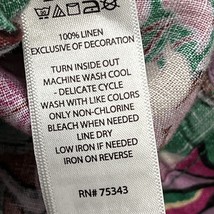 100% LINEN
EXCLUSIVE OF DECORATION
TURN INSIDE OUT
MACHINE WASH COOL
- DELICATE CYCLE
WASH WITH LIKE COLORS
ONLY NON-CHLORINE
BLEACH WHEN NEEDED
LINE DRY
LOW IRON IF NEEDED
IRON ON REVERSE
RN# 75343